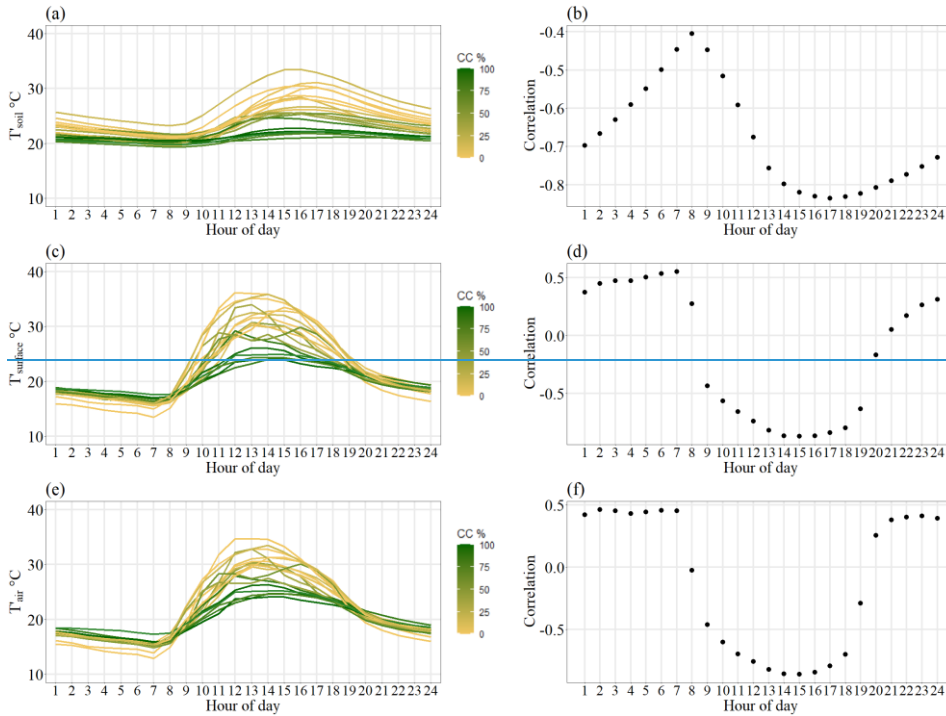 (a)
40
30
20
10
T'soil °C
1 2 3 4 5 6 7 8 9 10 11 12 13 14 15 16 17 18 19 20 21 22 23 24
Hour of day
CC %
100
75
50
25
0
(b)
-0.4
-0.5
-0.6
-0.7
-0.8
Correlation
1 2 3 4 5 6 7 8 9 10 11 12 13 14 15 16 17 18 19 20 21 22 23 24
Hour of day
(c)
40
30
20
10
T'surface °C
1 2 3 4 5 6 7 8 9 10 11 12 13 14 15 16 17 18 19 20 21 22 23 24
Hour of day
CC %
100
75
50
25
0
(d)
0.5
0.0
-0.5
Correlation
1 2 3 4 5 6 7 8 9 10 11 12 13 14 15 16 17 18 19 20 21 22 23 24
Hour of day
(e)
40
30
20
10
T'air °C
1 2 3 4 5 6 7 8 9 10 11 12 13 14 15 16 17 18 19 20 21 22 23 24
Hour of day
CC %
100
75
50
25
0
(f)
0.5
0.0
-0.5
Correlation
1 2 3 4 5 6 7 8 9 10 11 12 13 14 15 16 17 18 19 20 21 22 23 24
Hour of day